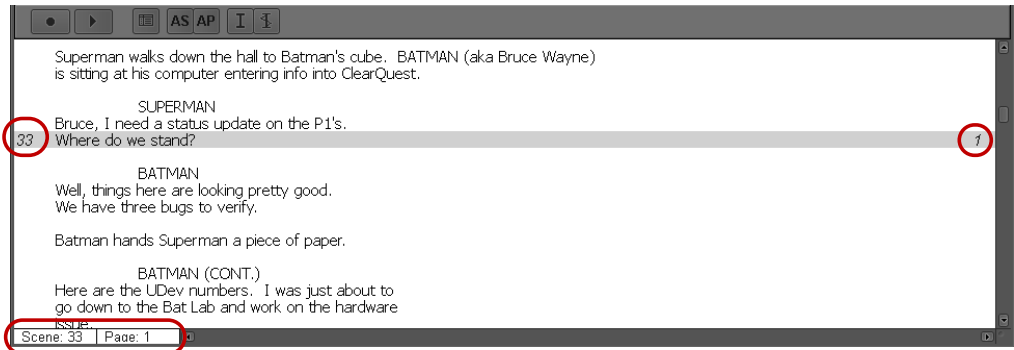 AS AP
Superman walks down the hall to Batman's cube.  BATMAN (aka Bruce Wayne)
is sitting at his computer entering info into ClearQuest.
SUPERMAN
Bruce, I need a status update on the P1's.
33 Where do we stand? 1
BATMAN
Well, things here are looking pretty good.
We have three bugs to verify.
Batman hands Superman a piece of paper.
BATMAN (CONT.)
Here are the UDev numbers.  I was just about to
go down to the Bat Lab and work on the hardware
issue.
Scene: 33 Page: 1